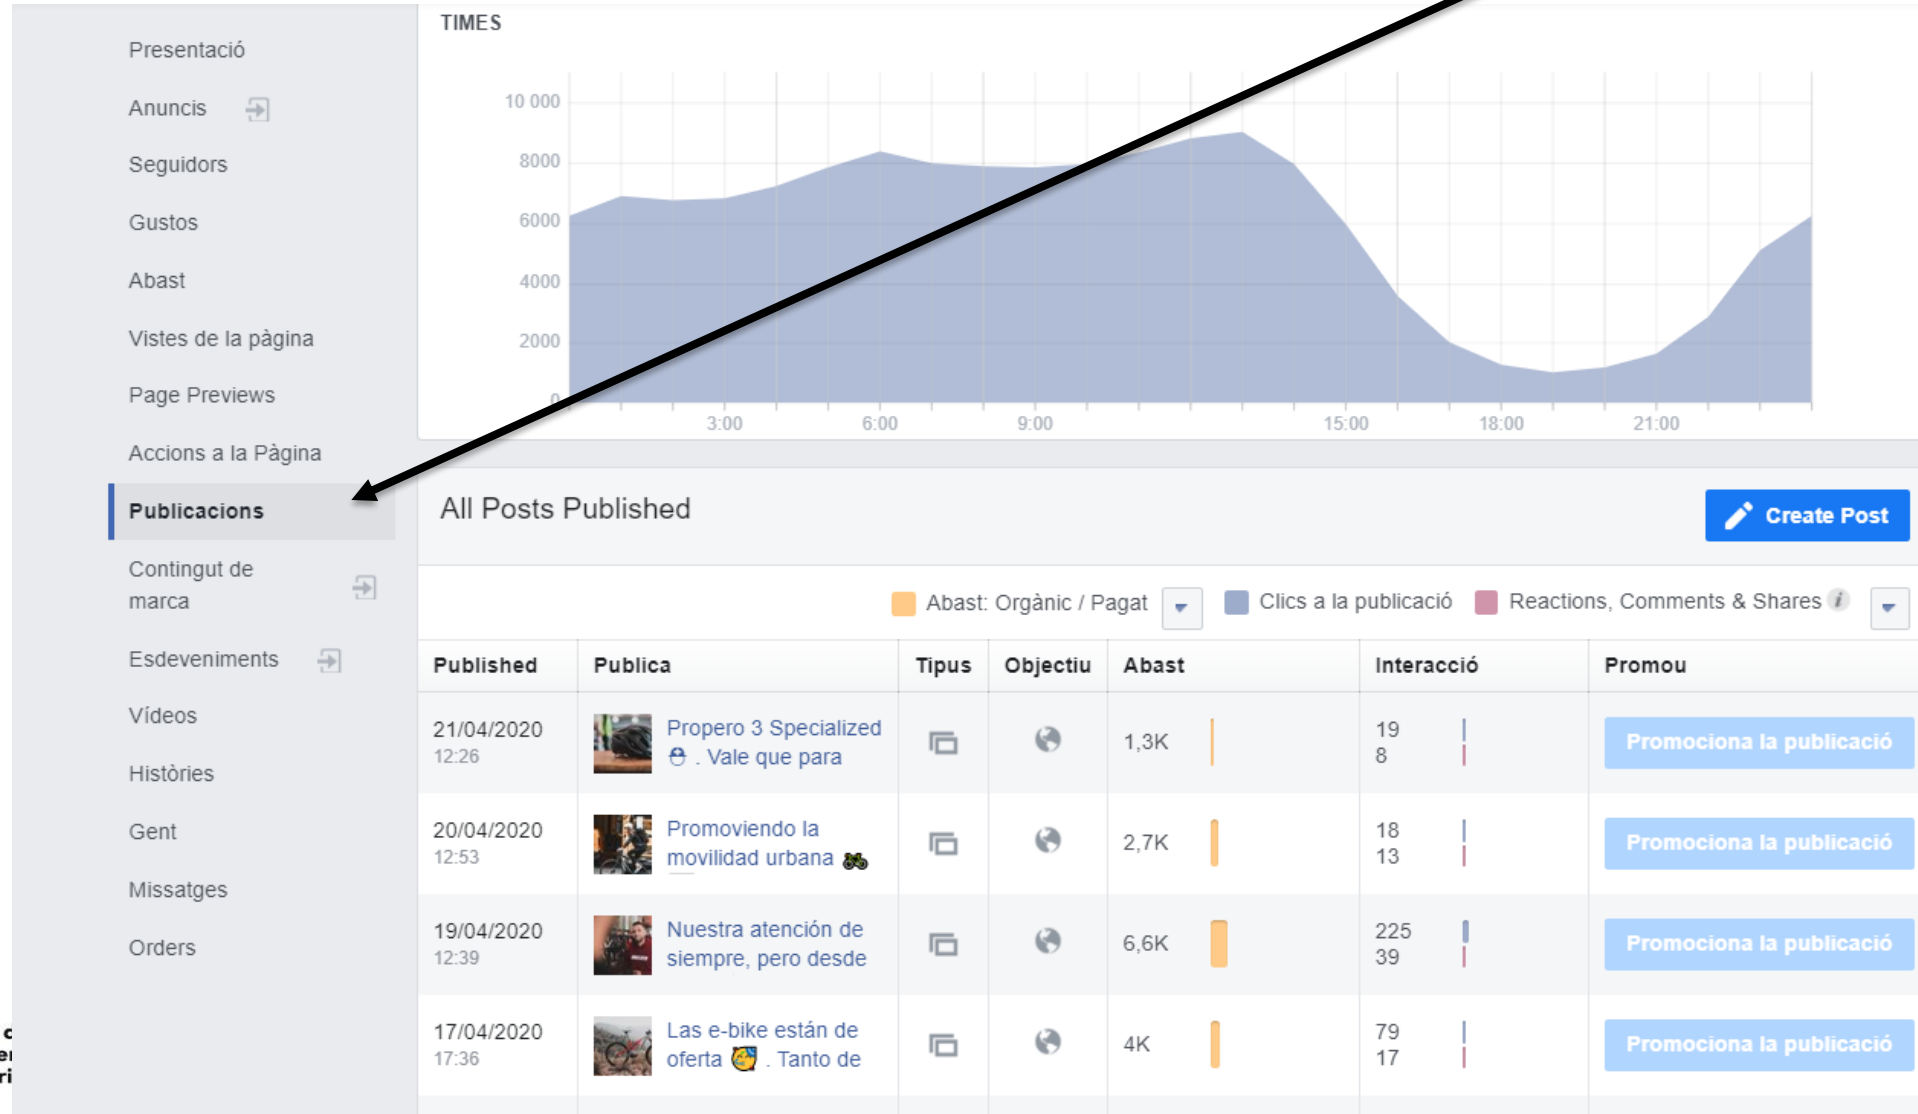 Presentació
Anuncis
Seguidors
Gustos
Abast
Vistes de la pàgina
Page Previews
Accions a la Pàgina
Publicacions
Contingut de
marca
Esdeveniments
Vídeos
Històries
Gent
Missatges
Orders
TIMES
10 000
8000
6000
4000
2000
0
3:00 6:00 9:00 15:00 18:00 21:00
All Posts Published
Create Post
Abast: Orgànic / Pagat Clics a la publicació Reactions, Comments & Shares i
Published Publica Tipus Objectiu Abast Interacció Promou
21/04/2020
12:26
Propero 3 Specialized
. Vale que para
1,3K
19
8
Promociona la publicació
20/04/2020
12:53
Promoviendo la
movilidad urbana
2,7K
18
13
Promociona la publicació
19/04/2020
12:39
Nuestra atención de
siempre, pero desde
6,6K
225
39
Promociona la publicació
17/04/2020
17:36
Las e-bike están de
oferta . Tanto de
4K
79
17
Promociona la publicació